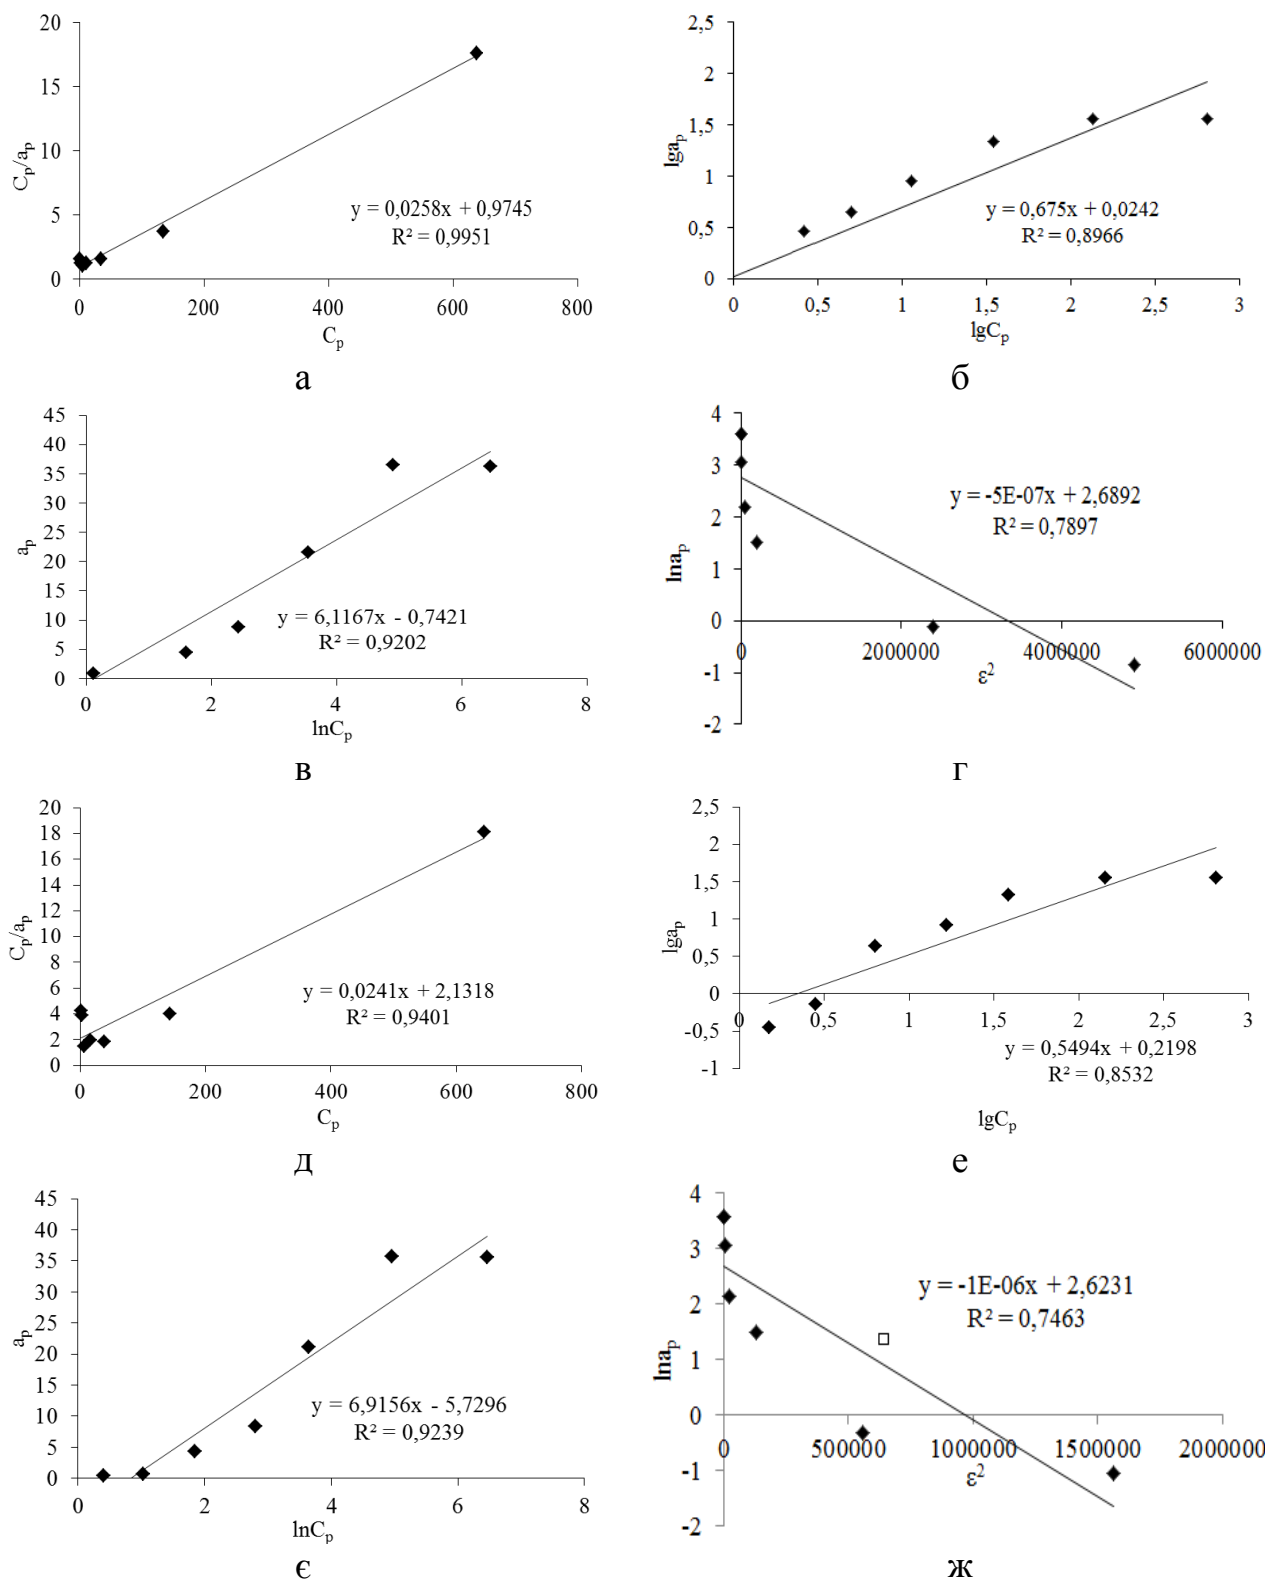 20
15
10
5
0
Cp/ap
y = 0,0258x + 0,9745
R² = 0,9951
0 200 400 600 800
Cp
а
2,5
2
1,5
1
0,5
0
lgap
y = 0,675x + 0,0242
R² = 0,8966
0 0,5 1 1,5 2 2,5 3
lgCp
б
45
40
35
30
25
20
15
10
5
0
ap
y = 6,1167x - 0,7421
R² = 0,9202
0 2 4 6 8
lnCp
в
4
3
2
1
0
-1
-2
lnap
y = -5E-07x + 2,6892
R² = 0,7897
0 2000000 4000000 6000000
ε²
г
20
18
16
14
12
10
8
6
4
2
0
Cp/ap
y = 0,0241x + 2,1318
R² = 0,9401
0 200 400 600 800
Cp
д
2,5
2
1,5
1
0,5
0
-0,5
-1
lgap
0 0,5 1 1,5 2 2,5 3
y = 0,5494x + 0,2198
R² = 0,8532
lgCp
е
45
40
35
30
25
20
15
10
5
0
ap
y = 6,9156x - 5,7296
R² = 0,9239
0 2 4 6 8
lnCp
є
4
3
2
1
0
-1
-2
lnap
y = -1E-06x + 2,6231
R² = 0,7463
0 500000 1000000 1500000 2000000
ε²
ж